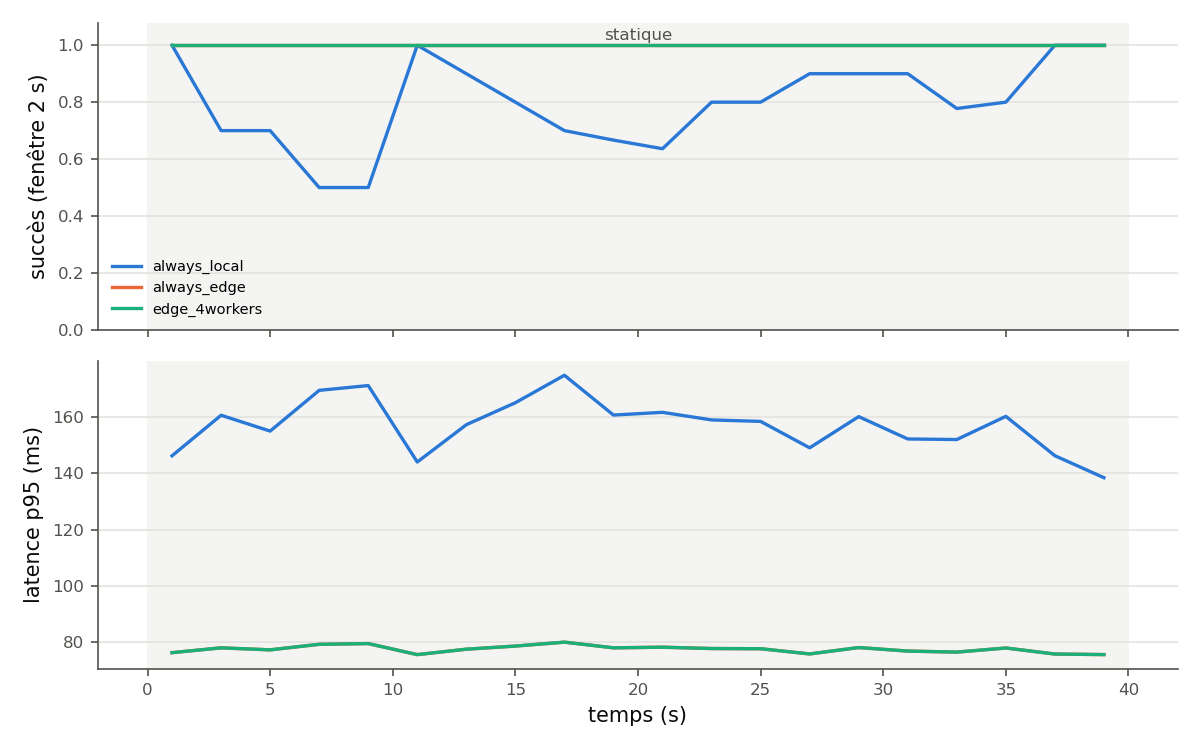 statique
succès (fenêtre 2 s)
1.0
0.8
0.6
0.4
0.2
0.0
always_local
always_edge
edge_4workers
latence p95 (ms)
160
140
120
100
80
0 5 10 15 20 25 30 35 40
temps (s)